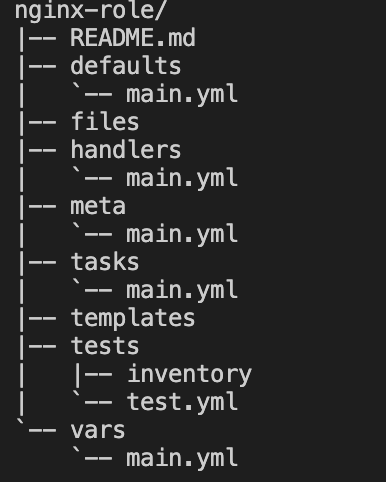 nginx-role/
|-- README.md
|-- defaults
|   `-- main.yml
|-- files
|-- handlers
|   `-- main.yml
|-- meta
|   `-- main.yml
|-- tasks
|   `-- main.yml
|-- templates
|-- tests
|   |-- inventory
|   `-- test.yml
`-- vars
    `-- main.yml